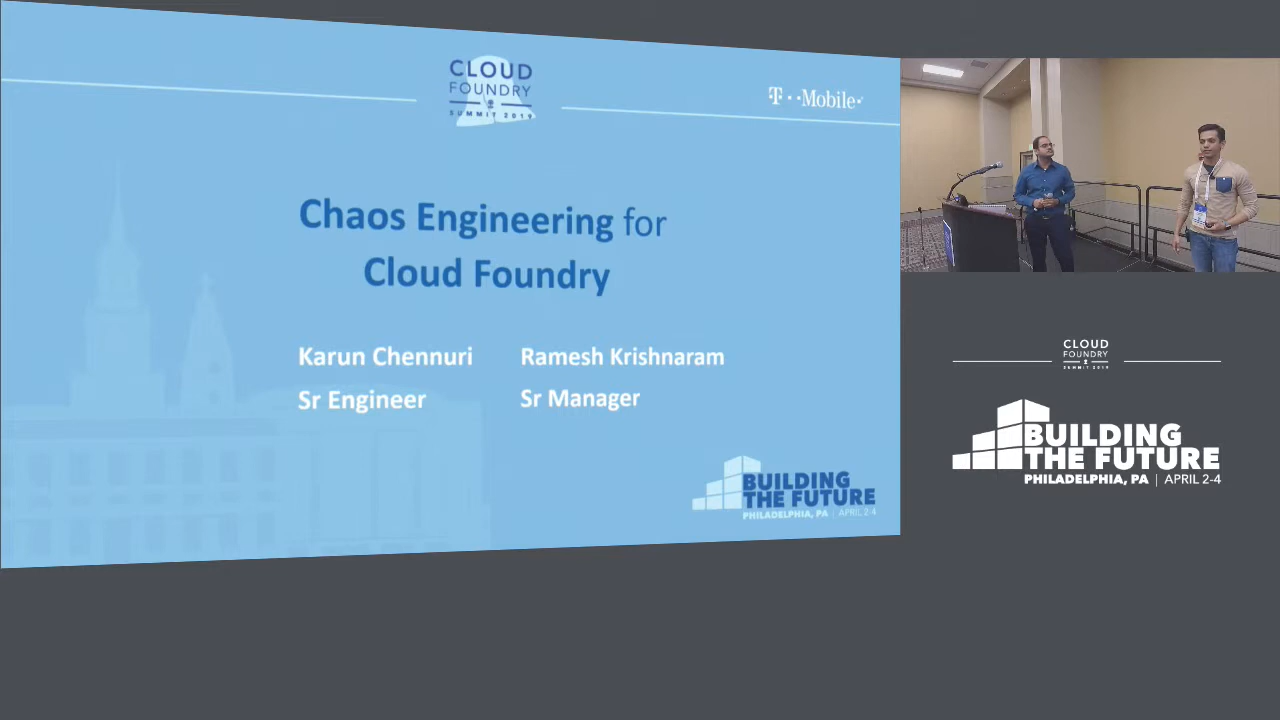 CLOUD
FOUNDRY
SUMMIT 2019
T··Mobile·
Chaos Engineering for
Cloud Foundry
Karun Chennuri
Ramesh Krishnaram
Sr Engineer
Sr Manager
BUILDING
THE FUTURE
PHILADELPHIA, PA | APRIL 2-4
CLOUD
FOUNDRY
SUMMIT 2019
BUILDING
THE FUTURE
PHILADELPHIA, PA | APRIL 2-4